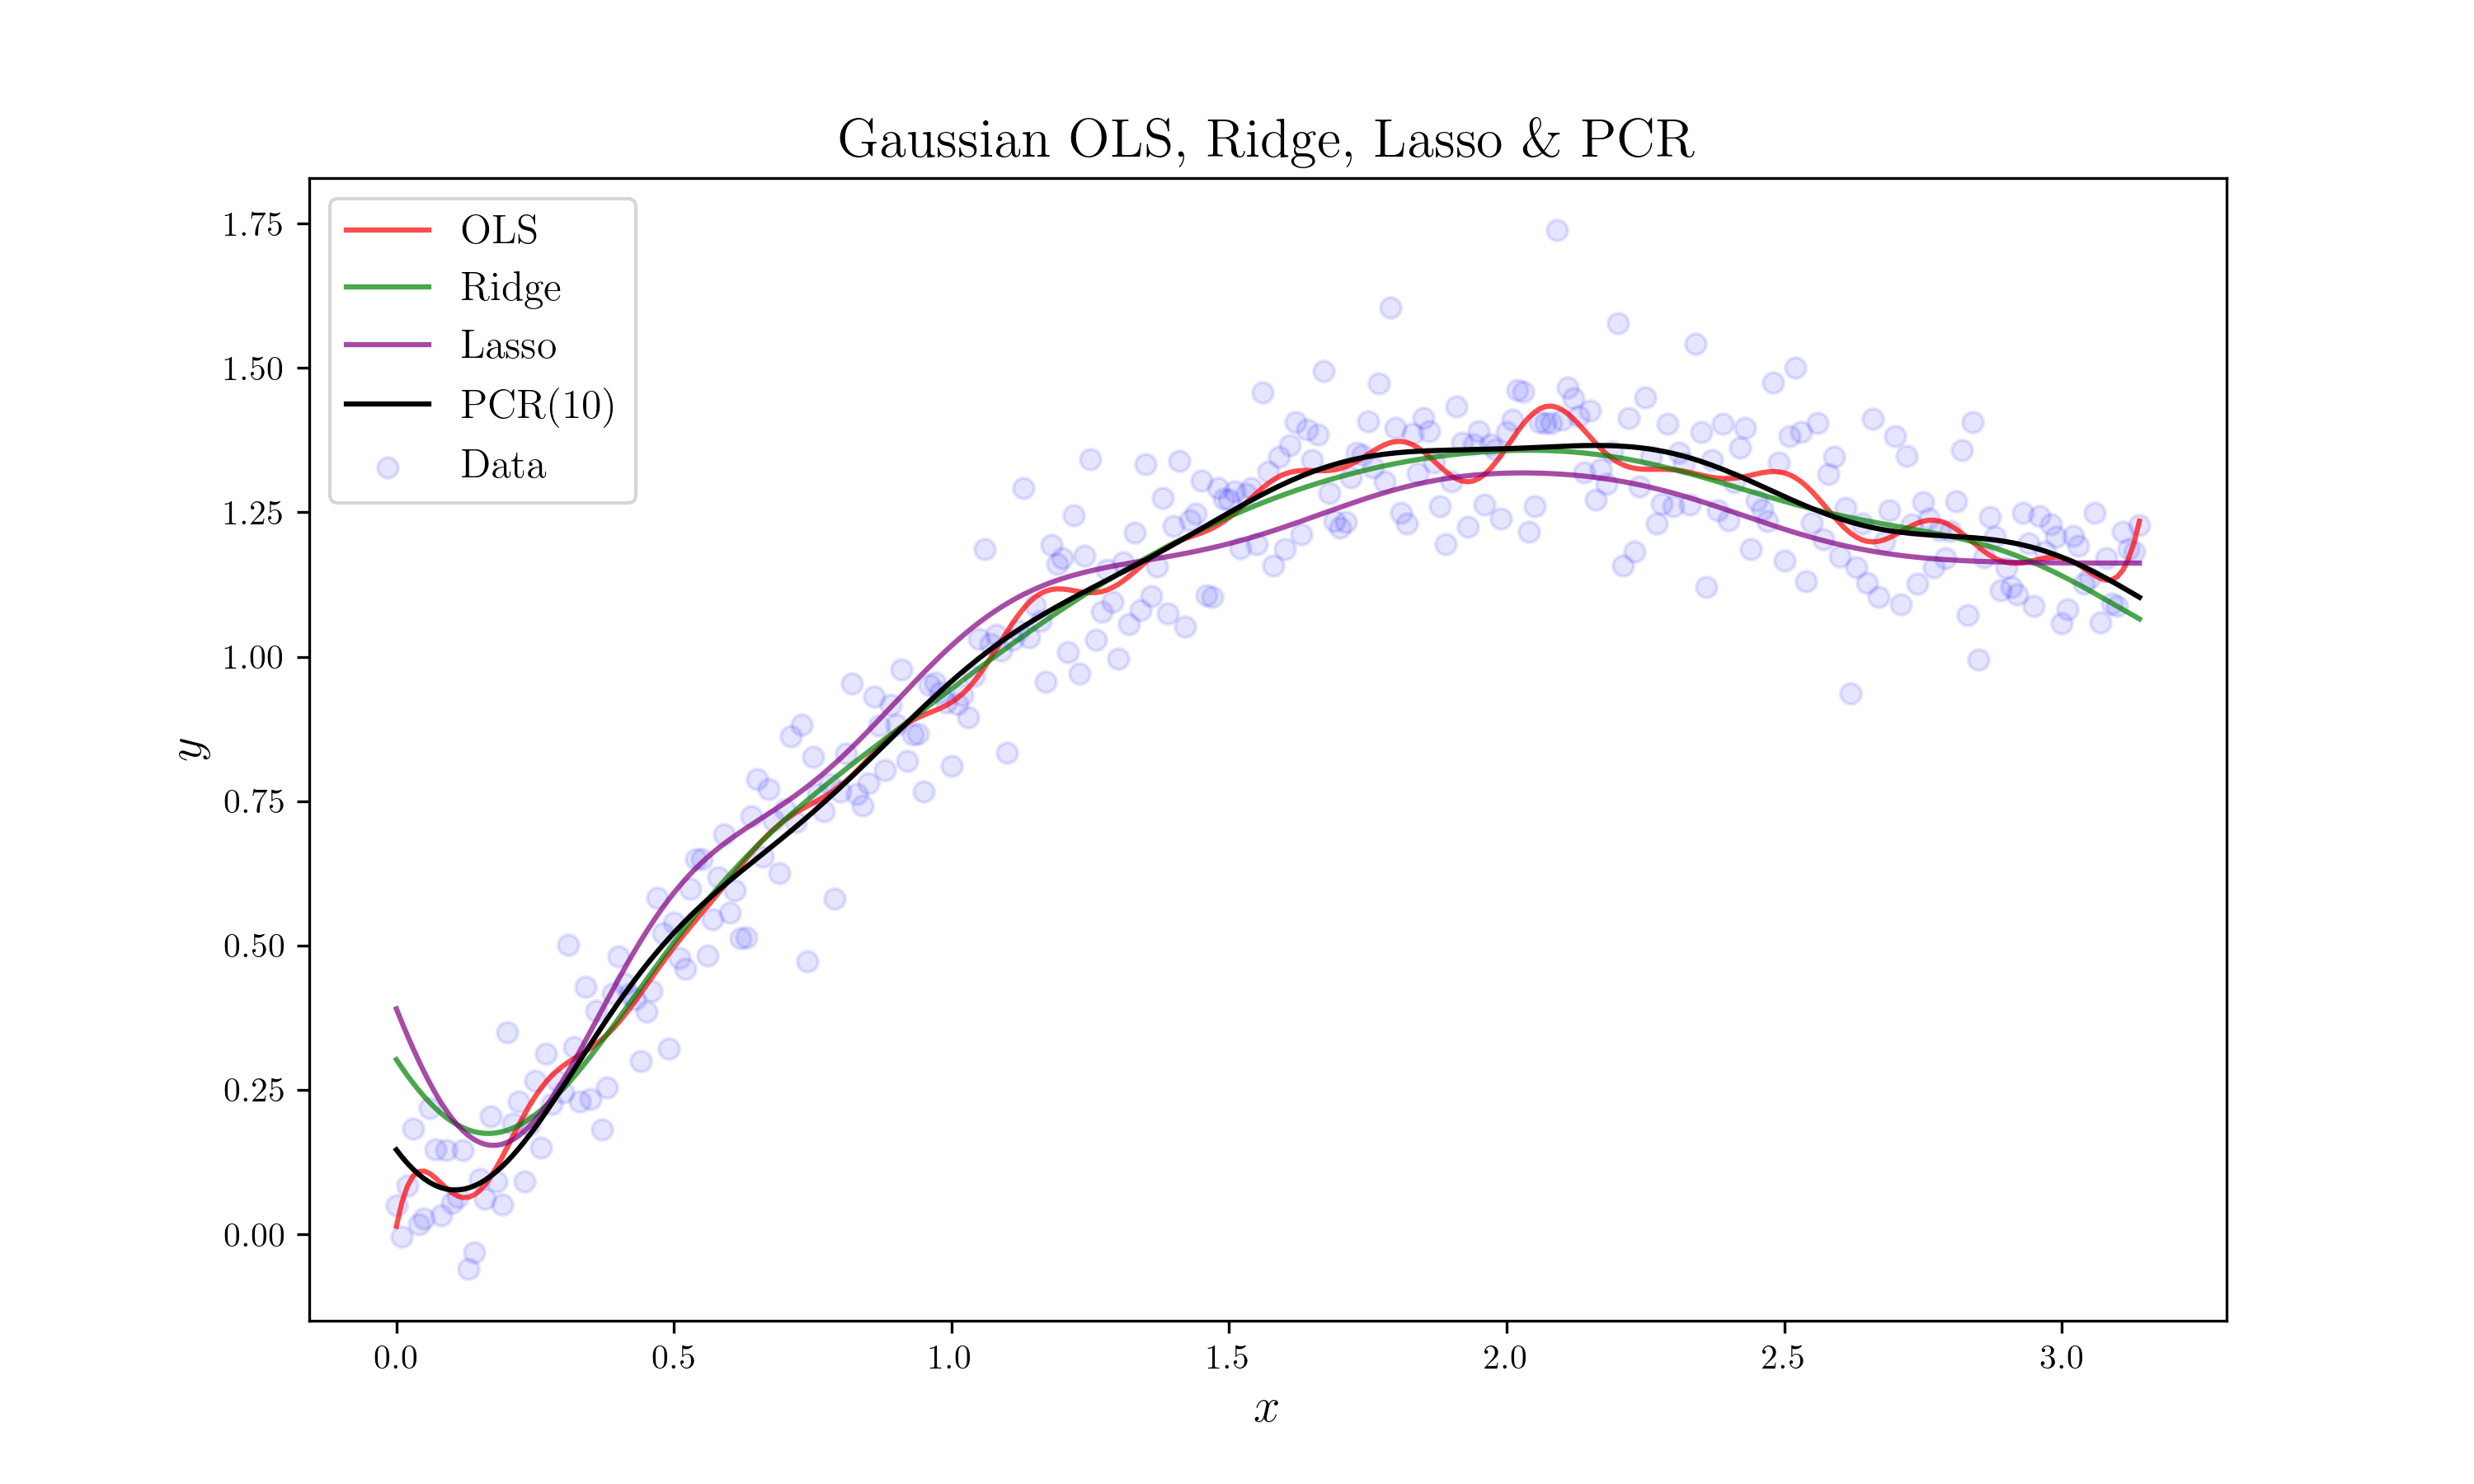 Gaussian OLS, Ridge, Lasso & PCR
OLS
Ridge
Lasso
PCR(10)
Data
1.75
1.50
1.25
1.00
0.75
0.50
0.25
0.00
y
0.0 0.5 1.0 1.5 2.0 2.5 3.0
x